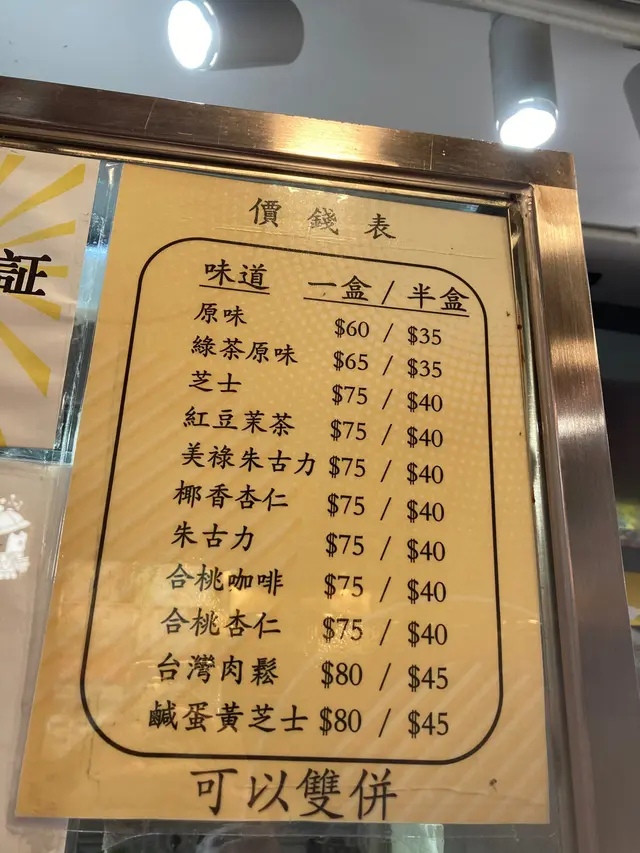 証
價錢表
味道 一盒 / 半盒
原味 $60 / $35
綠茶原味 $65 / $35
芝士 $75 / $40
紅豆茉茶 $75 / $40
美祿朱古力 $75 / $40
椰香杏仁 $75 / $40
朱古力 $75 / $40
合桃咖啡 $75 / $40
合桃杏仁 $75 / $40
台灣肉鬆 $80 / $45
鹹蛋黃芝士 $80 / $45
可以雙併